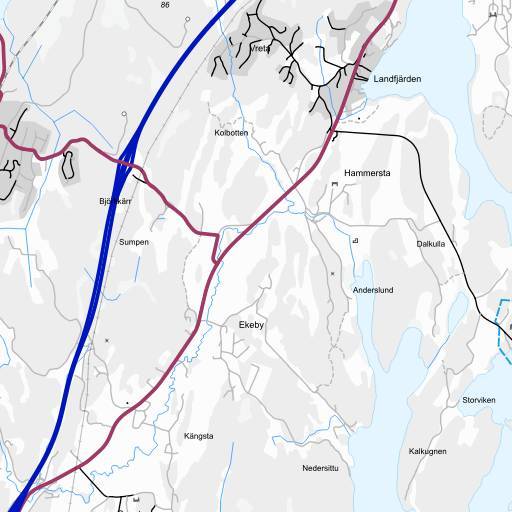 86
Vreta
Landfjärden
Kolbotten
Hammersta
Björkkärr
Sumpen
Dalkulla
Anderslund
Ekeby
Storviken
Kängsta
Kalkugnen
Nedersittu